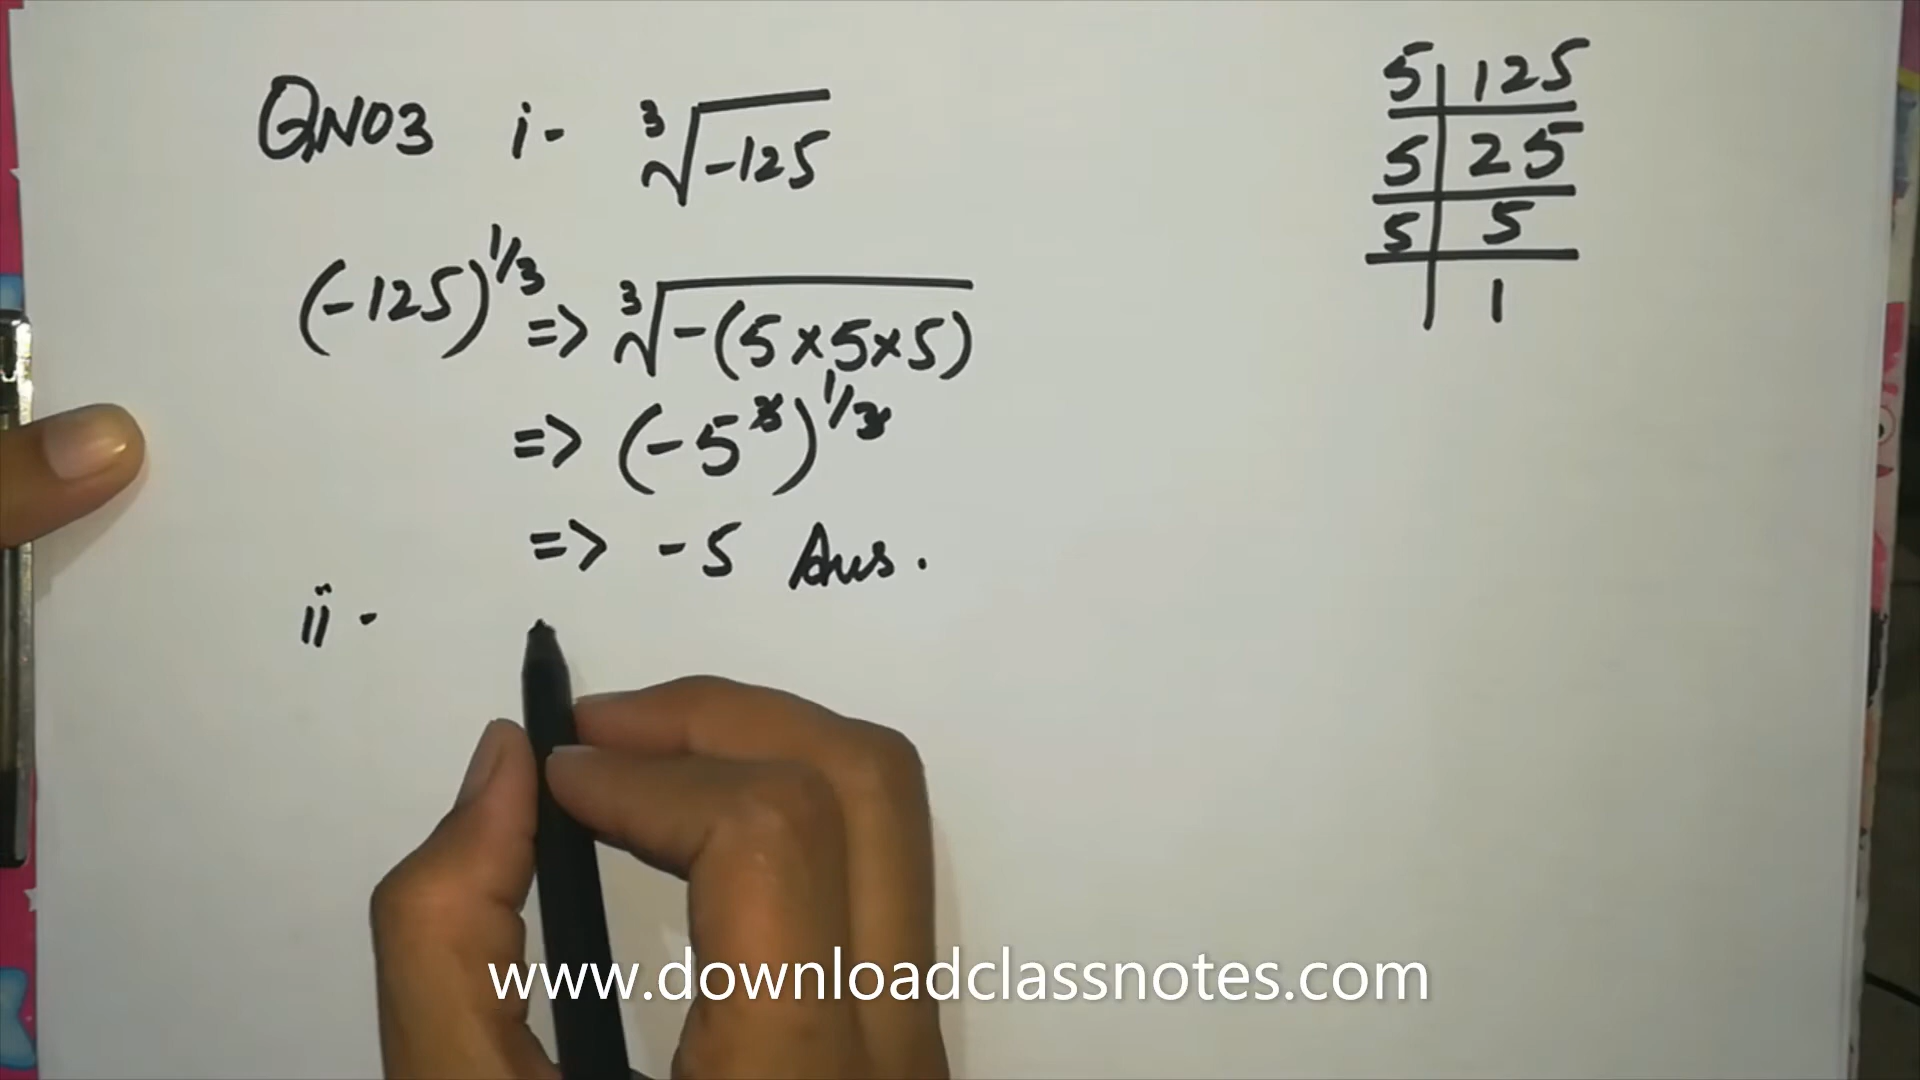 QNO3 i- ∛-125
(-125)^1/3 => ∛-(5×5×5)
=> (-5^3)^1/3
=> -5 Ans.
ii -
5 | 125
5 | 25
5 | 5
| 1
www.downloadclassnotes.com